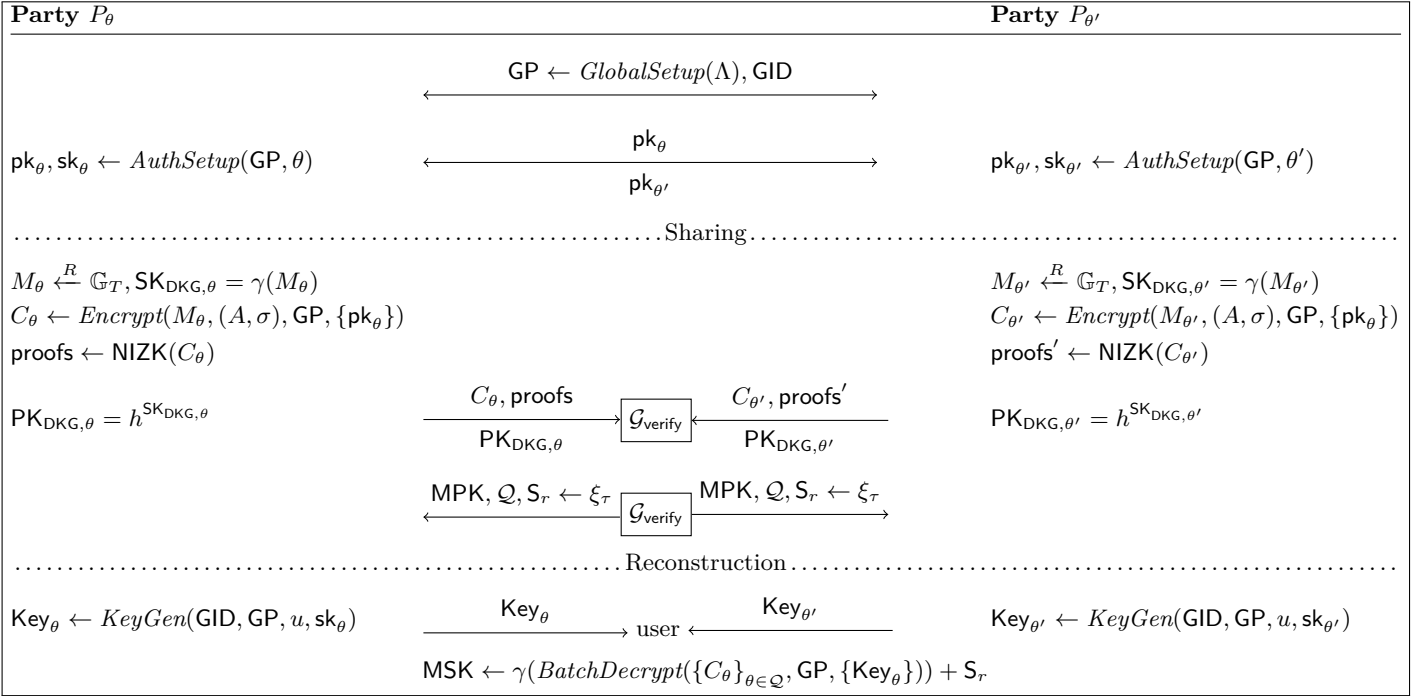 Party P_θ Party P_θ′
GP ← GlobalSetup(Λ), GID
pk_θ, sk_θ ← AuthSetup(GP, θ) pk_θ pk_θ′, sk_θ′ ← AuthSetup(GP, θ′)
pk_θ′
Sharing
M_θ ←^R 𝔾_T, SK_DKG,θ = γ(M_θ) M_θ′ ←^R 𝔾_T, SK_DKG,θ′ = γ(M_θ′)
C_θ ← Encrypt(M_θ, (A, σ), GP, {pk_θ}) C_θ′ ← Encrypt(M_θ′, (A, σ), GP, {pk_θ})
proofs ← NIZK(C_θ) proofs′ ← NIZK(C_θ′)
C_θ, proofs C_θ′, proofs′
PK_DKG,θ = h^SK_DKG,θ 𝒢_verify PK_DKG,θ′ = h^SK_DKG,θ′
PK_DKG,θ PK_DKG,θ′
MPK, 𝒬, S_r ← ξ_τ 𝒢_verify MPK, 𝒬, S_r ← ξ_τ
Reconstruction
Key_θ ← KeyGen(GID, GP, u, sk_θ) Key_θ user Key_θ′ Key_θ′ ← KeyGen(GID, GP, u, sk_θ′)
MSK ← γ(BatchDecrypt({C_θ}_θ∈𝒬, GP, {Key_θ})) + S_r